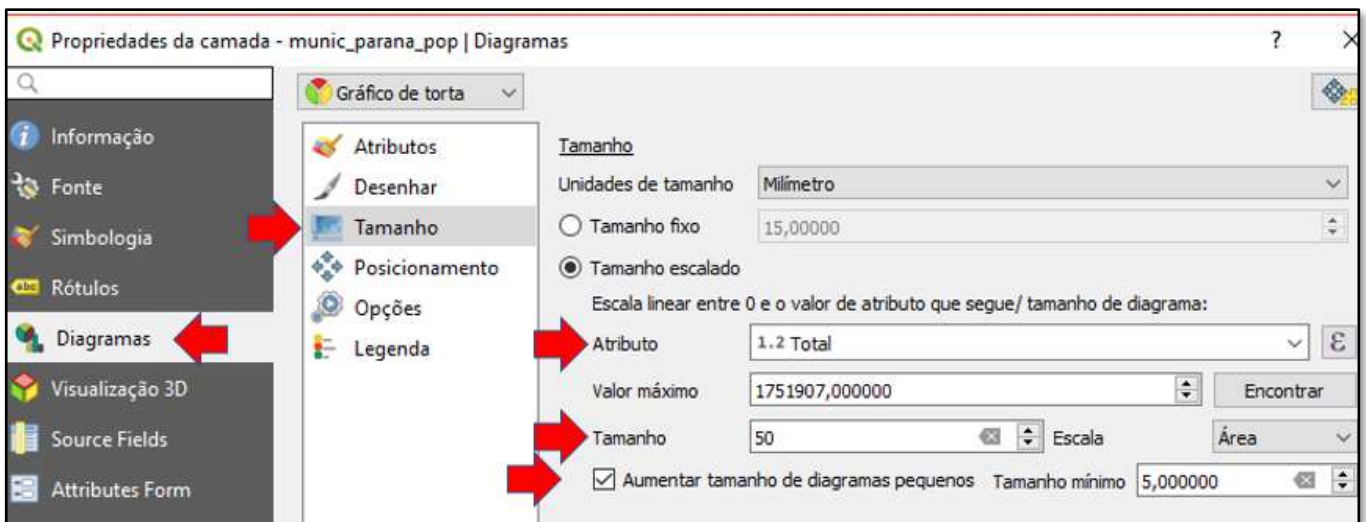 Propriedades da camada - munic_parana_pop | Diagramas ? X
Informação
Fonte
Simbologia
abc Rótulos
Diagramas
Visualização 3D
Source Fields
Attributes Form
Gráfico de torta
Atributos
Desenhar
Tamanho
Posicionamento
Opções
Legenda
Tamanho
Unidades de tamanho Milímetro
Tamanho fixo 15,00000
Tamanho escalado
Escala linear entre 0 e o valor de atributo que segue/ tamanho de diagrama:
Atributo 1.2 Total ε
Valor máximo 1751907,000000 Encontrar
Tamanho 50 Escala Área
Aumentar tamanho de diagramas pequenos Tamanho mínimo 5,000000